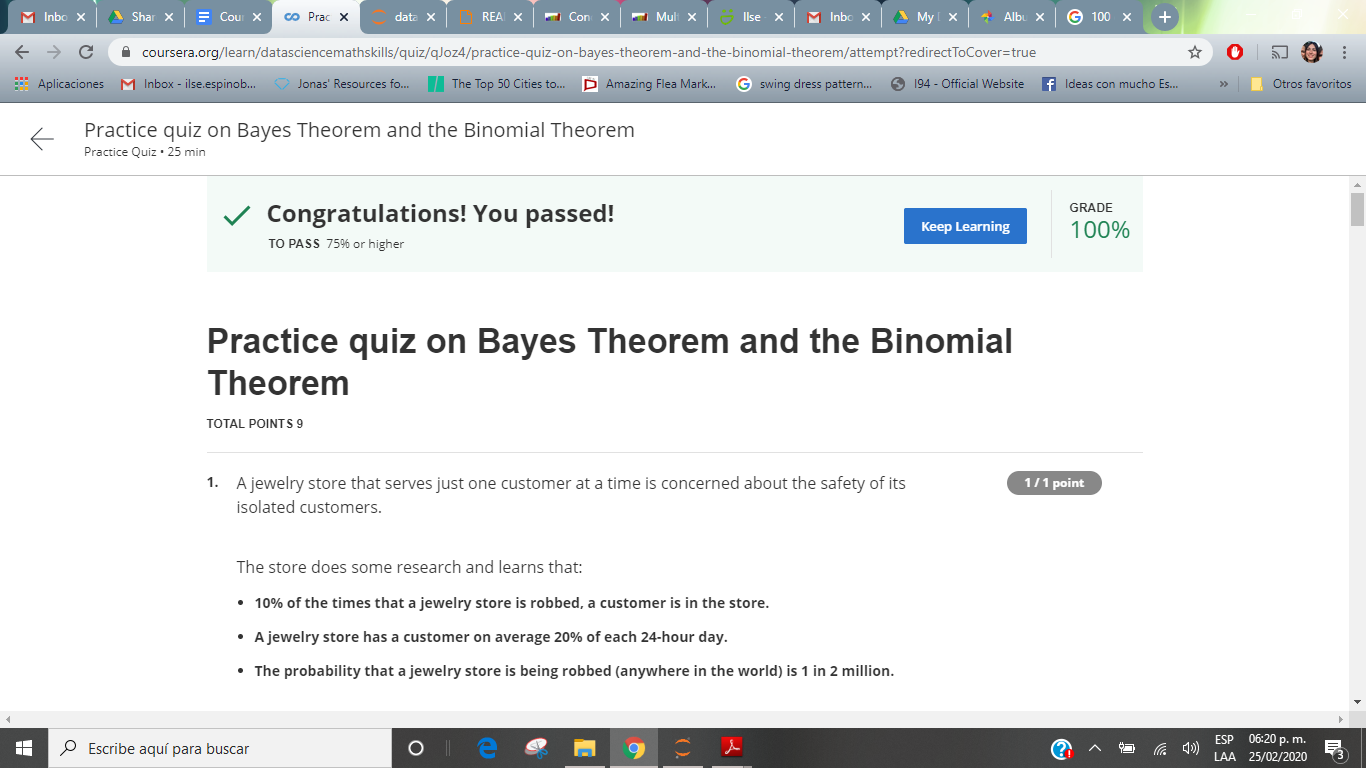 Inbo Shar Cour Prac data REA Con Mult Ilse Inbo My Albu 100
coursera.org/learn/datasciencemathskills/quiz/qJoz4/practice-quiz-on-bayes-theorem-and-the-binomial-theorem/attempt?redirectToCover=true
Aplicaciones Inbox - ilse.espinob... Jonas' Resources fo... The Top 50 Cities to... Amazing Flea Mark... swing dress pattern... I94 - Official Website Ideas con mucho Es... » Otros favoritos
Practice quiz on Bayes Theorem and the Binomial Theorem
Practice Quiz • 25 min
Congratulations! You passed!
TO PASS 75% or higher
Keep Learning
GRADE
100%
Practice quiz on Bayes Theorem and the Binomial
Theorem
TOTAL POINTS 9
1. A jewelry store that serves just one customer at a time is concerned about the safety of its
isolated customers.
1 / 1 point
The store does some research and learns that:
• 10% of the times that a jewelry store is robbed, a customer is in the store.
• A jewelry store has a customer on average 20% of each 24-hour day.
• The probability that a jewelry store is being robbed (anywhere in the world) is 1 in 2 million.
Escribe aquí para buscar
ESP 06:20 p. m.
LAA 25/02/2020
3